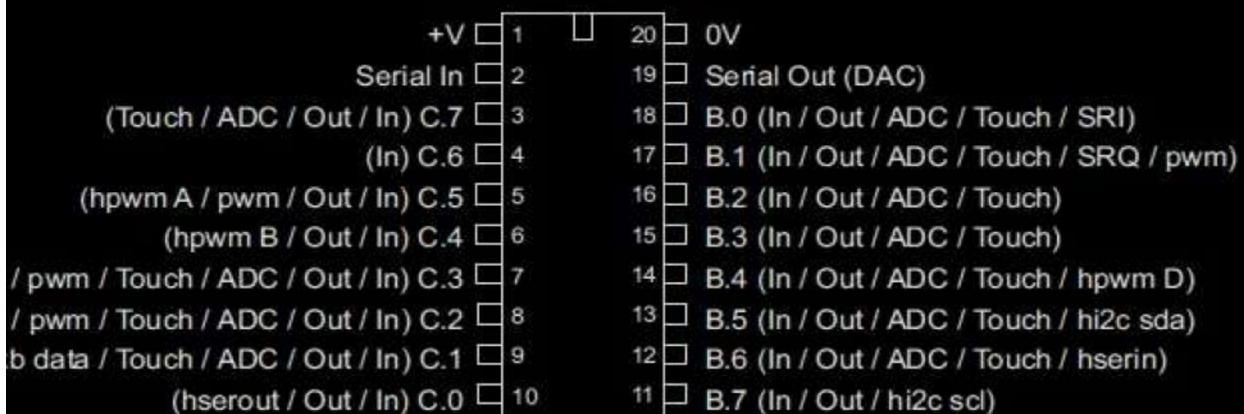 +V 1 20 0V
Serial In 2 19 Serial Out (DAC)
(Touch / ADC / Out / In) C.7 3 18 B.0 (In / Out / ADC / Touch / SRI)
(In) C.6 4 17 B.1 (In / Out / ADC / Touch / SRQ / pwm)
(hpwm A / pwm / Out / In) C.5 5 16 B.2 (In / Out / ADC / Touch)
(hpwm B / Out / In) C.4 6 15 B.3 (In / Out / ADC / Touch)
/ pwm / Touch / ADC / Out / In) C.3 7 14 B.4 (In / Out / ADC / Touch / hpwm D)
/ pwm / Touch / ADC / Out / In) C.2 8 13 B.5 (In / Out / ADC / Touch / hi2c sda)
data / Touch / ADC / Out / In) C.1 9 12 B.6 (In / Out / ADC / Touch / hserin)
(hserout / Out / In) C.0 10 11 B.7 (In / Out / hi2c scl)